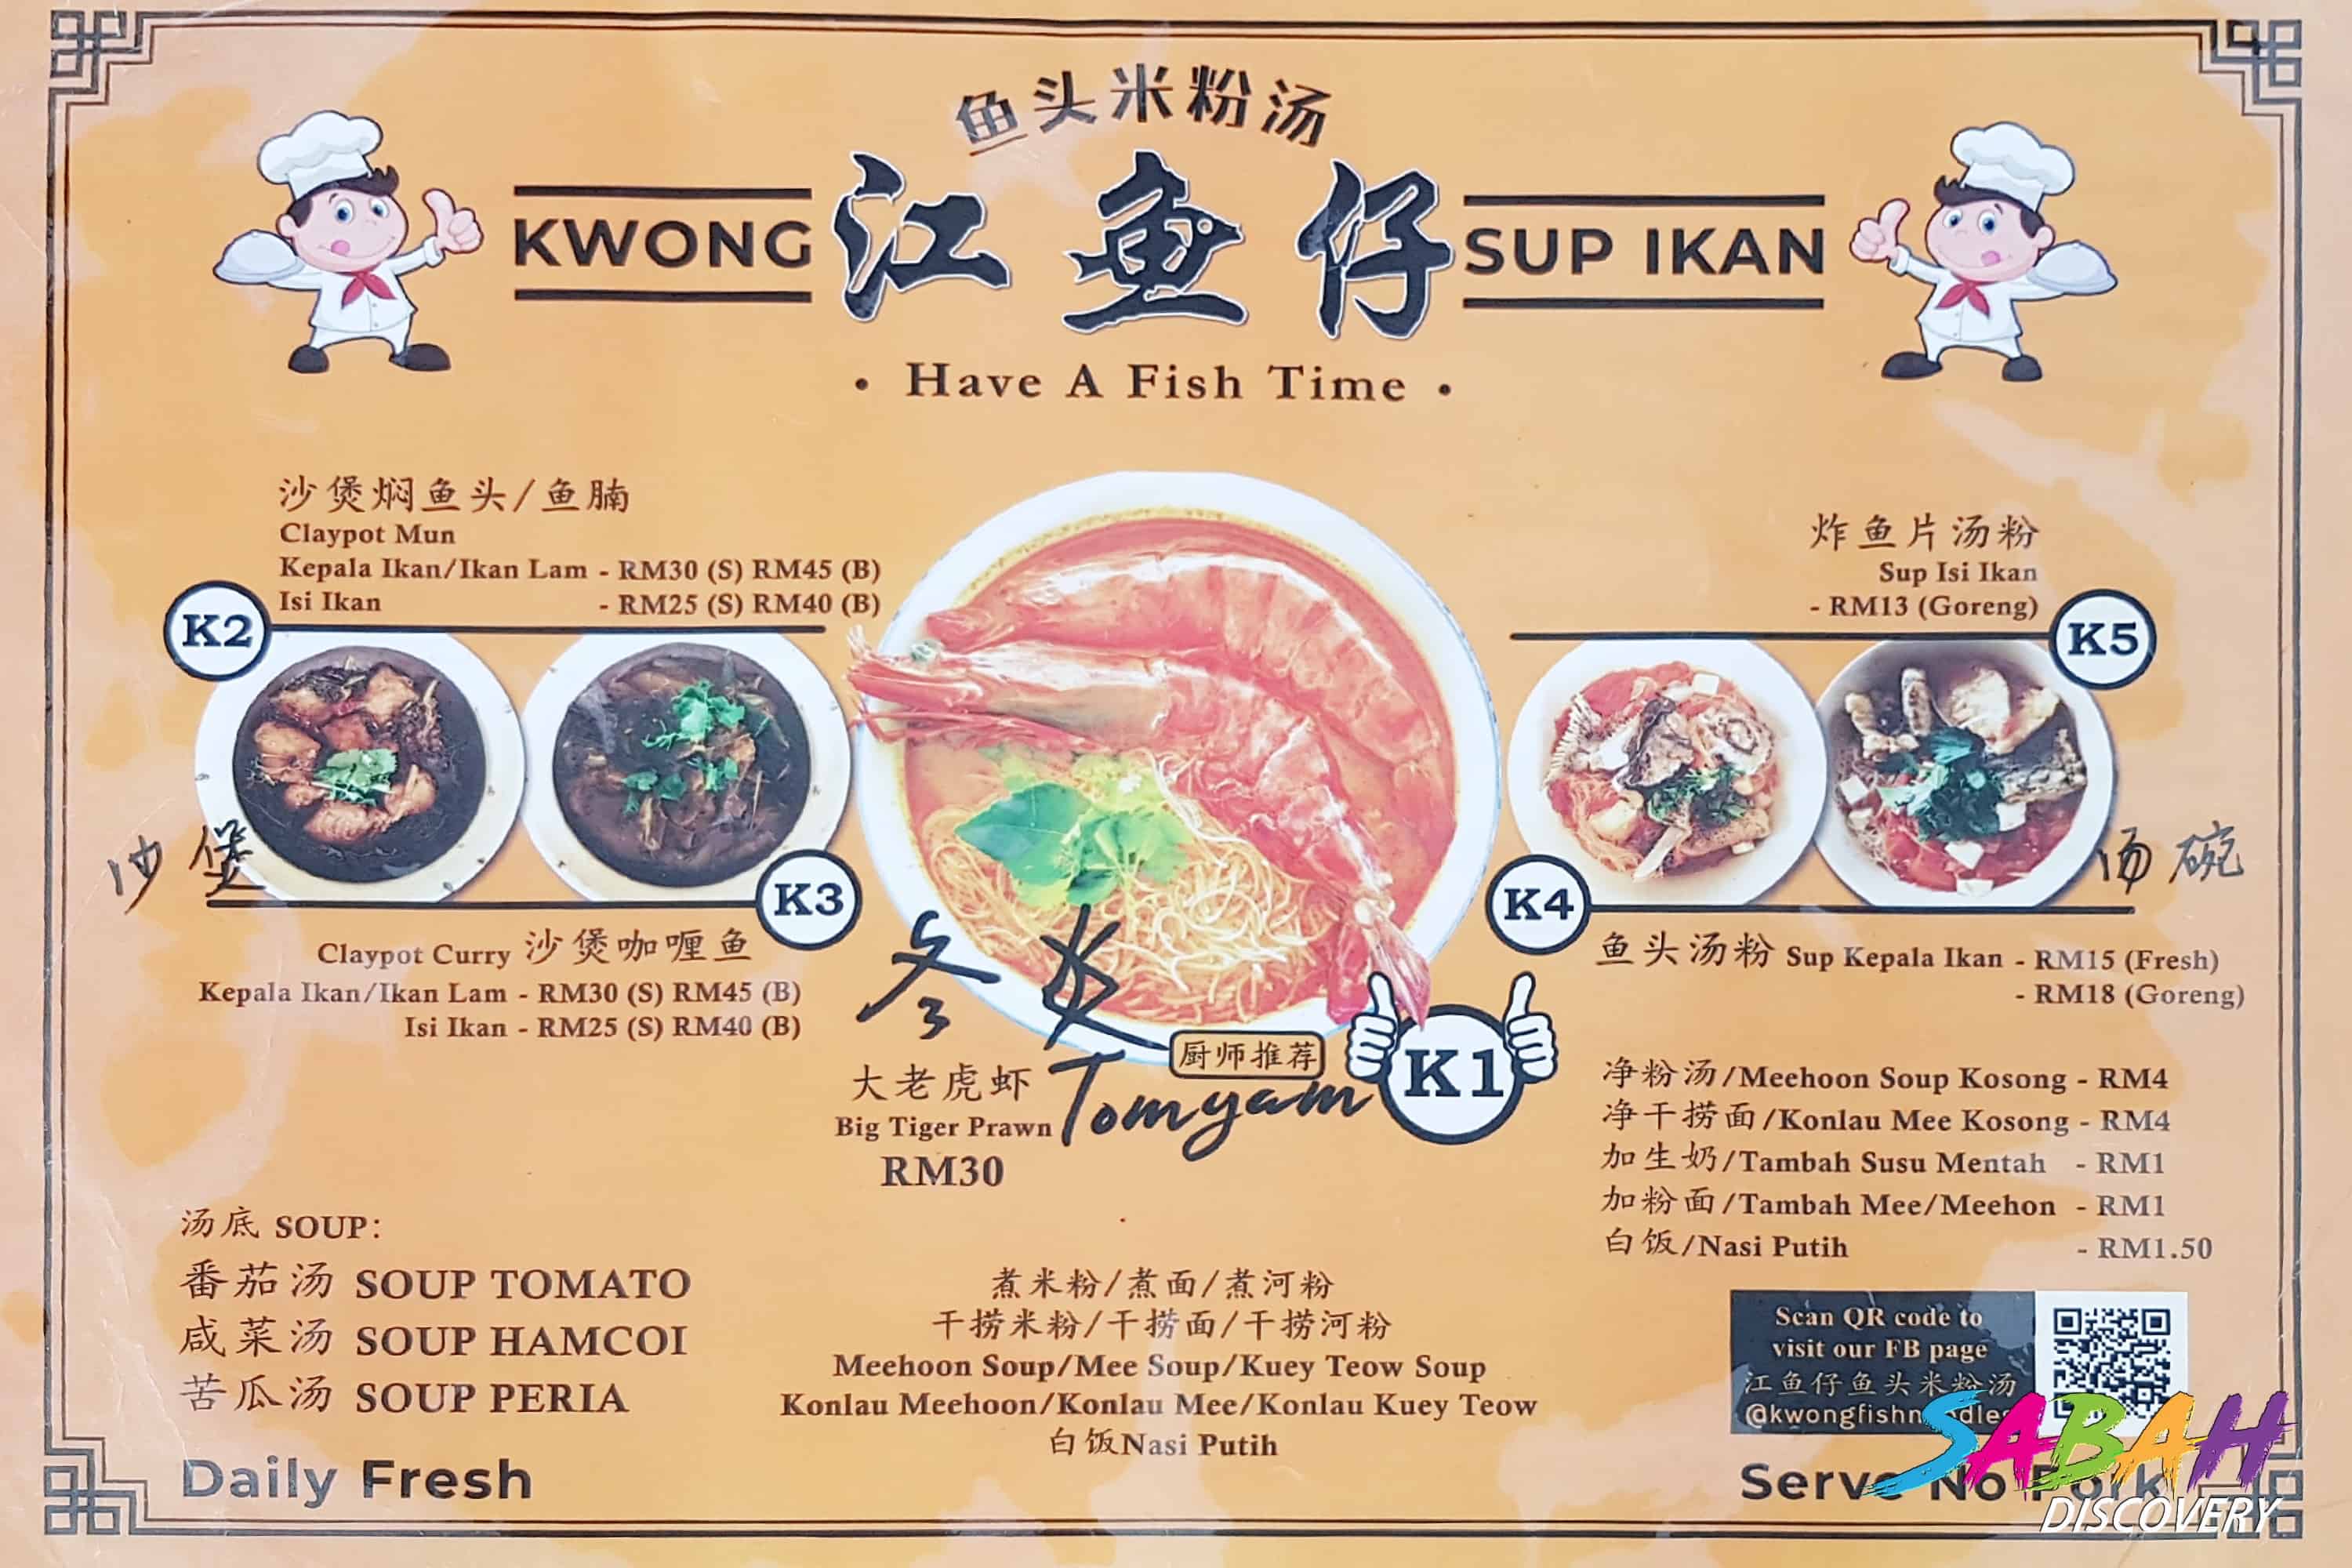 鱼头米粉汤
KWONG 江鱼仔 SUP IKAN
• Have A Fish Time •
沙煲焖鱼头/鱼腩
Claypot Mun
Kepala Ikan/Ikan Lam - RM30 (S) RM45 (B)
Isi Ikan - RM25 (S) RM40 (B)
K2
K3
沙煲
Claypot Curry 沙煲咖喱鱼
Kepala Ikan/Ikan Lam - RM30 (S) RM45 (B)
Isi Ikan - RM25 (S) RM40 (B)
冬炎
Tomyam
厨师推荐
K1
大老虎虾
Big Tiger Prawn
RM30
炸鱼片汤粉
Sup Isi Ikan
- RM13 (Goreng)
K5
K4
汤碗
鱼头汤粉 Sup Kepala Ikan - RM15 (Fresh)
- RM18 (Goreng)
净粉汤/Meehoon Soup Kosong - RM4
净干捞面/Konlau Mee Kosong - RM4
加生奶/Tambah Susu Mentah - RM1
加粉面/Tambah Mee/Meehon - RM1
白饭/Nasi Putih - RM1.50
汤底 SOUP:
番茄汤 SOUP TOMATO
咸菜汤 SOUP HAMCOI
苦瓜汤 SOUP PERIA
煮米粉/煮面/煮河粉
干捞米粉/干捞面/干捞河粉
Meehoon Soup/Mee Soup/Kuey Teow Soup
Konlau Meehoon/Konlau Mee/Konlau Kuey Teow
白饭Nasi Putih
Scan QR code to
visit our FB page
江鱼仔鱼头米粉汤
@kwongfishnoodles
Daily Fresh
Serve No Pork
SABAH
DISCOVERY